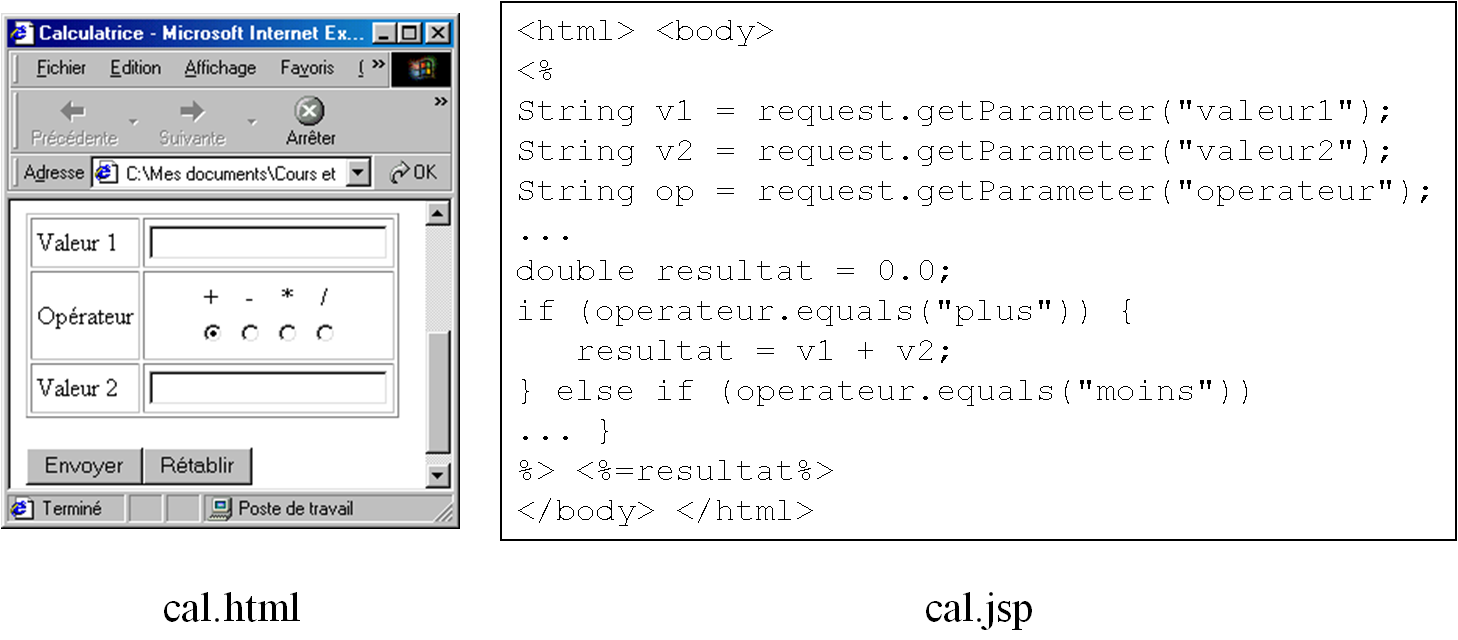 Calculatrice - Microsoft Internet Ex...
Fichier Edition Affichage Favoris ( »
Précédente Suivante Arrêter »
Adresse C:\Mes documents\Cours et OK
Valeur 1
+ - * /
Opérateur
Valeur 2
Envoyer Rétablir
Terminé Poste de travail
cal.html
<html> <body>
<%
String v1 = request.getParameter("valeur1");
String v2 = request.getParameter("valeur2");
String op = request.getParameter("operateur");
...
double resultat = 0.0;
if (operateur.equals("plus")) {
   resultat = v1 + v2;
} else if (operateur.equals("moins"))
... }
%> <%=resultat%>
</body> </html>
cal.jsp